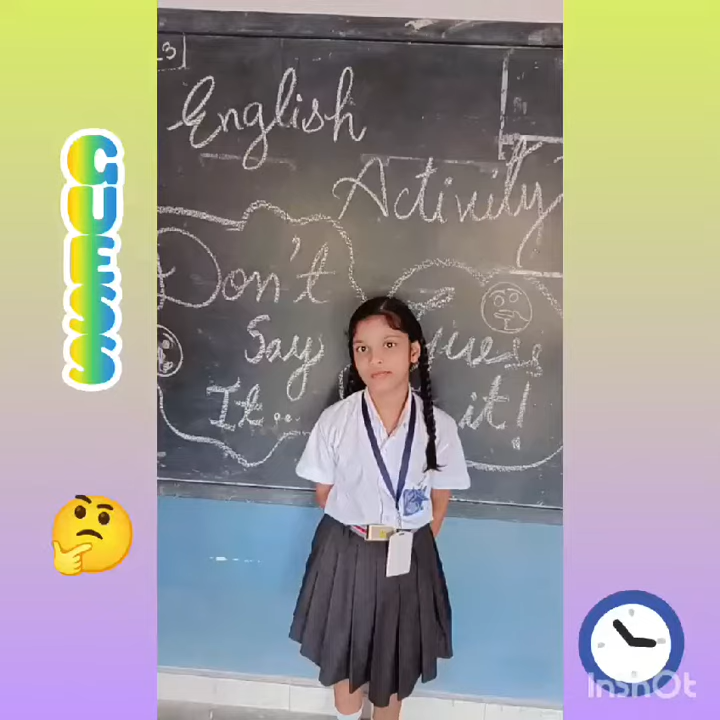 GUESS
English
Activity
Don't
Say
It...
Guess
it!
InShOt